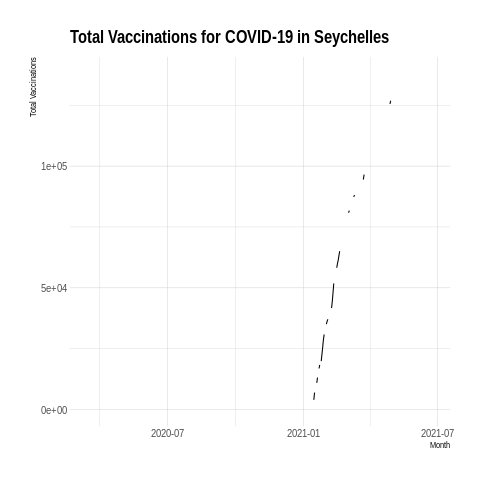 Total Vaccinations for COVID-19 in Seychelles
Total Vaccinations
1e+05
5e+04
0e+00
2020-07
2021-01
2021-07
Month